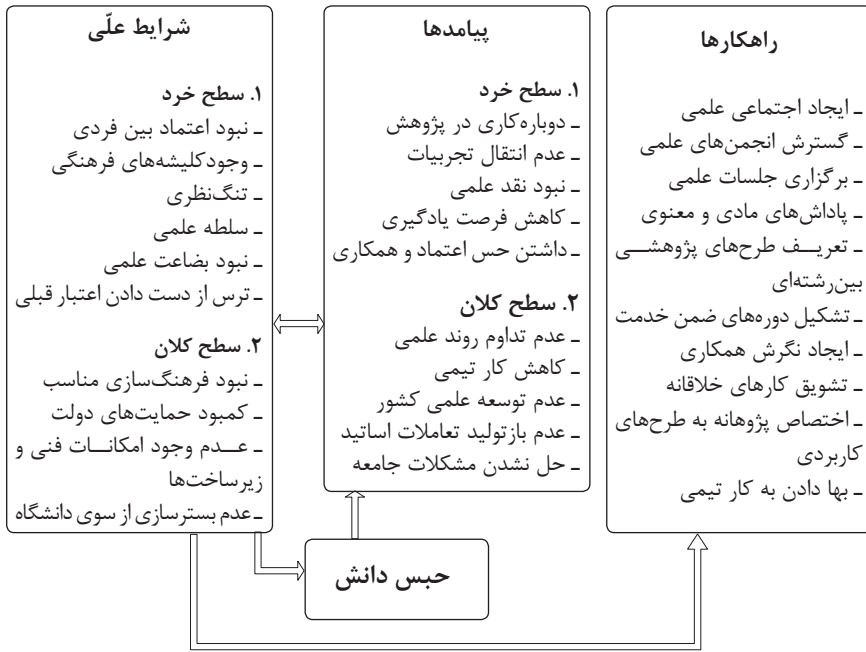 شرایط علّی
۱. سطح خرد
ـ نبود اعتماد بین فردی
ـ وجودکلیشه‌های فرهنگی
ـ تنگ‌نظری
ـ سلطه علمی
ـ نبود بضاعت علمی
ـ ترس از دست دادن اعتبار قبلی
۲. سطح کلان
ـ نبود فرهنگ‌سازی مناسب
ـ کمبود حمایت‌های دولت
ـ عـــدم وجود امکانـــات فنی و
زیرساخت‌ها
ـ عدم بسترسازی از سوی دانشگاه
پیامدها
۱. سطح خرد
ـ دوباره‌کاری در پژوهش
ـ عدم انتقال تجربیات
ـ نبود نقد علمی
ـ کاهش فرصت یادگیری
ـ داشتن حس اعتماد و همکاری
۲. سطح کلان
ـ عدم تداوم روند علمی
ـ کاهش کار تیمی
ـ عدم توسعه علمی کشور
ـ عدم بازتولید تعاملات اساتید
ـ حل نشدن مشکلات جامعه
راهکارها
ـ ایجاد اجتماعی علمی
ـ گسترش انجمن‌های علمی
ـ برگزاری جلسات علمی
ـ پاداش‌های مادی و معنوی
ـ تعریـــف طرح‌های پژوهشـــی
بین‌رشته‌ای
ـ تشکیل دوره‌های ضمن خدمت
ـ ایجاد نگرش همکاری
ـ تشویق کارهای خلاقانه
ـ اختصاص پژوهانه به طرح‌های
کاربردی
ـ بها دادن به کار تیمی
حبس دانش